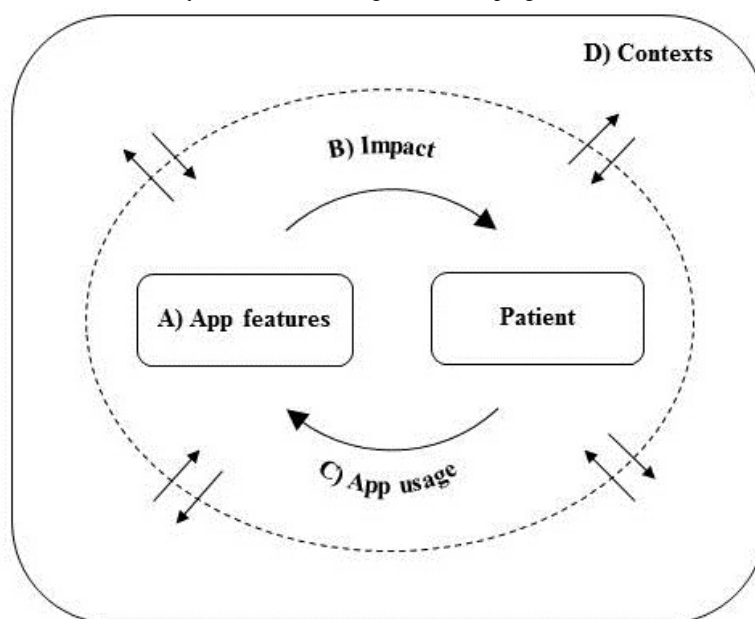 D) Contexts
B) Impact
A) App features
Patient
C) App usage